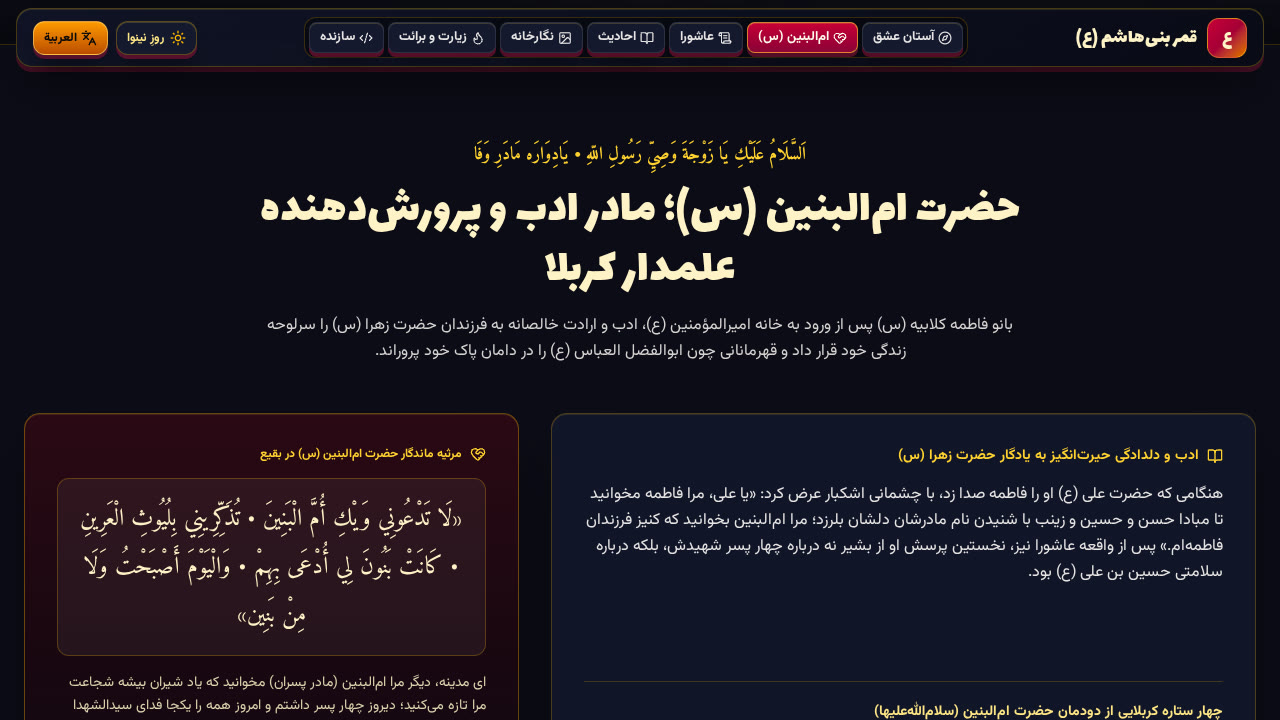 ع
قمر بنی‌هاشم (ع)
آستان عشق
ام‌البنین (س)
عاشورا
احادیث
نگارخانه
زیارت و برائت
سازنده
روز نینوا
العربية
اَلسَّلَامُ عَلَيْكِ يَا زَوْجَةَ وَصِيِّ رَسُولِ اللهِ • يَادِوَارَه مَادَرِ وَفَا
حضرت ام‌البنین (س)؛ مادر ادب و پرورش‌دهنده
علمدار کربلا
بانو فاطمه کلابیه (س) پس از ورود به خانه امیرالمؤمنین (ع)، ادب و ارادت خالصانه به فرزندان حضرت زهرا (س) را سرلوحه
زندگی خود قرار داد و قهرمانانی چون ابوالفضل العباس (ع) را در دامان پاک خود پروراند.
ادب و دلدادگی حیرت‌انگیز به یادگار حضرت زهرا (س)
هنگامی که حضرت علی (ع) او را فاطمه صدا زد، با چشمانی اشکبار عرض کرد: «یا علی، مرا فاطمه مخوانید
تا مبادا حسن و حسین و زینب با شنیدن نام مادرشان دلشان بلرزد؛ مرا ام‌البنین بخوانید که کنیز فرزندان
فاطمه‌ام.» پس از واقعه عاشورا نیز، نخستین پرسش او از بشیر نه درباره چهار پسر شهیدش، بلکه درباره
سلامتی حسین بن علی (ع) بود.
چهار ستاره کربلایی از دودمان حضرت ام‌البنین (سلام‌الله‌علیها)
مرثیه ماندگار حضرت ام‌البنین (س) در بقیع
«لَا تَدْعُونِي وَيْكِ أُمَّ الْبَنِينَ • تُذَكِّرِينِي بِلُيُوثِ الْعَرِينِ
• كَانَتْ بَنُونَ لِي أُدْعَى بِهِمْ • وَالْيَوْمَ أَصْبَحْتُ وَلَا
مِنْ بَنِين»
ای مدینه، دیگر مرا ام‌البنین (مادر پسران) مخوانید که یاد شیران بیشه شجاعت
مرا تازه می‌کنید؛ دیروز چهار پسر داشتم و امروز همه را یکجا فدای سیدالشهدا